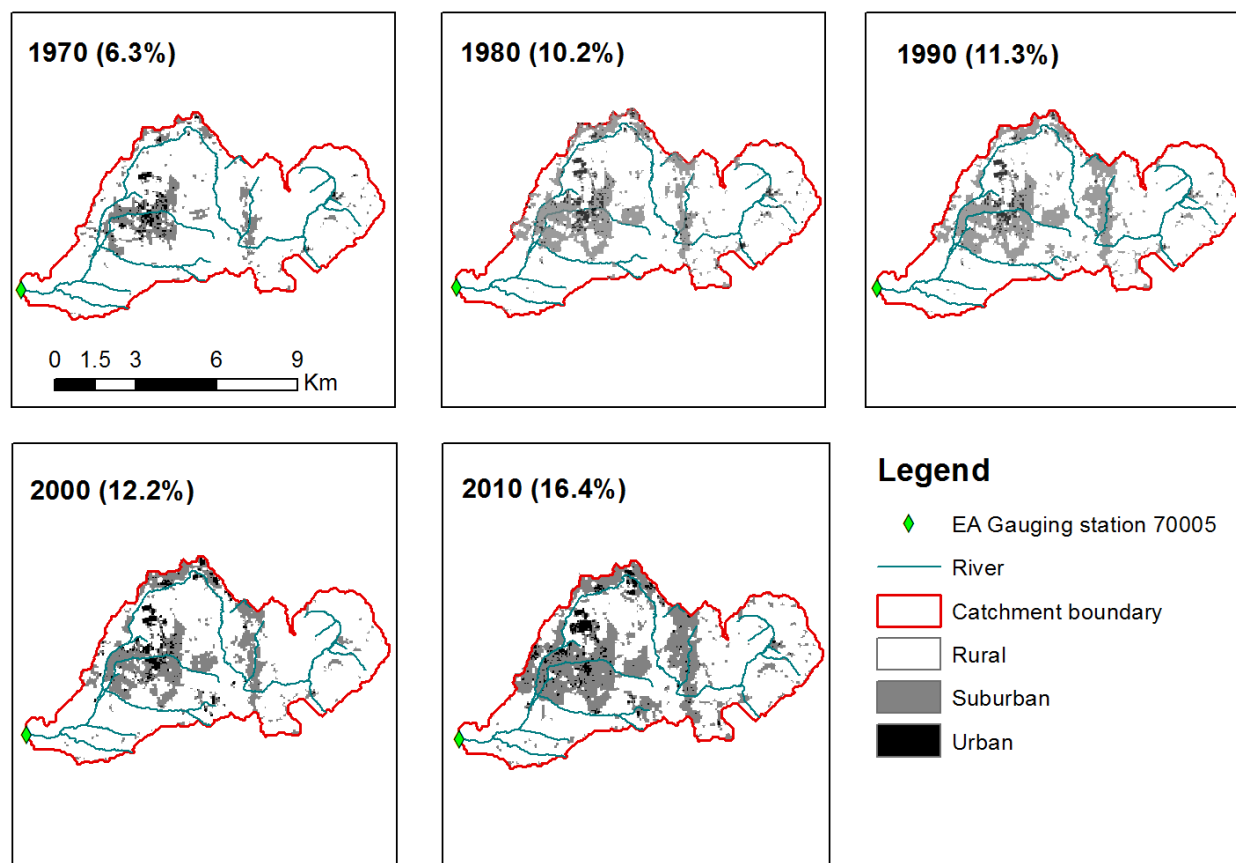 1970 (6.3%)
1980 (10.2%)
1990 (11.3%)
0 1.5 3 6 9
Km
2000 (12.2%)
2010 (16.4%)
Legend
EA Gauging station 70005
River
Catchment boundary
Rural
Suburban
Urban